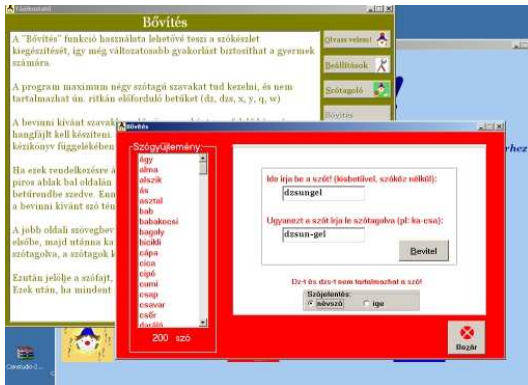 Bővítés
A "Bővítés" funkció használata lehetővé teszi a szókészlet
kiegészítését, így még változatosabb gyakorlást biztosíthat a gyermek
számára.
A program maximum négy szótagú szavakat tud kezelni, és nem
tartalmazhat ún. ritkán előforduló betűket (dz, dzs, x, y, q, w)
A bevinni kívánt
hangfájlt kell készíteni.
kézikönyv függelékében
Ha ezek rendelkezésre
piros ablak bal oldalán
betűrendbe szedve.
a bevinni kívánt szó
A jobb oldali
elsőbe, majd utánna
szótagolva, a szótagok
Ezután jelölje a szófajt,
Ezek után, ha mindent
Olvass velem!
Beállítások
Szótagoló
Bővítés
Bővítés
Szógyűjtemény:
ágy
alma
alszik
ás
asztal
bab
babakocsi
bagoly
bicikli
cápa
cica
cipő
cumi
csap
csavar
csőr
daráló
200 szó
Ide írja be a szót! (kisbetűvel, szóköz nélkül):
dzsungel
Ugyanezt a szót írja le szótagolva (pl: ka-csa):
dzsun-gel
Bevitel
Dz-t és dzs-t nem tartalmazhat a szó!
Szójelentés:
névszó
ige
Bezár